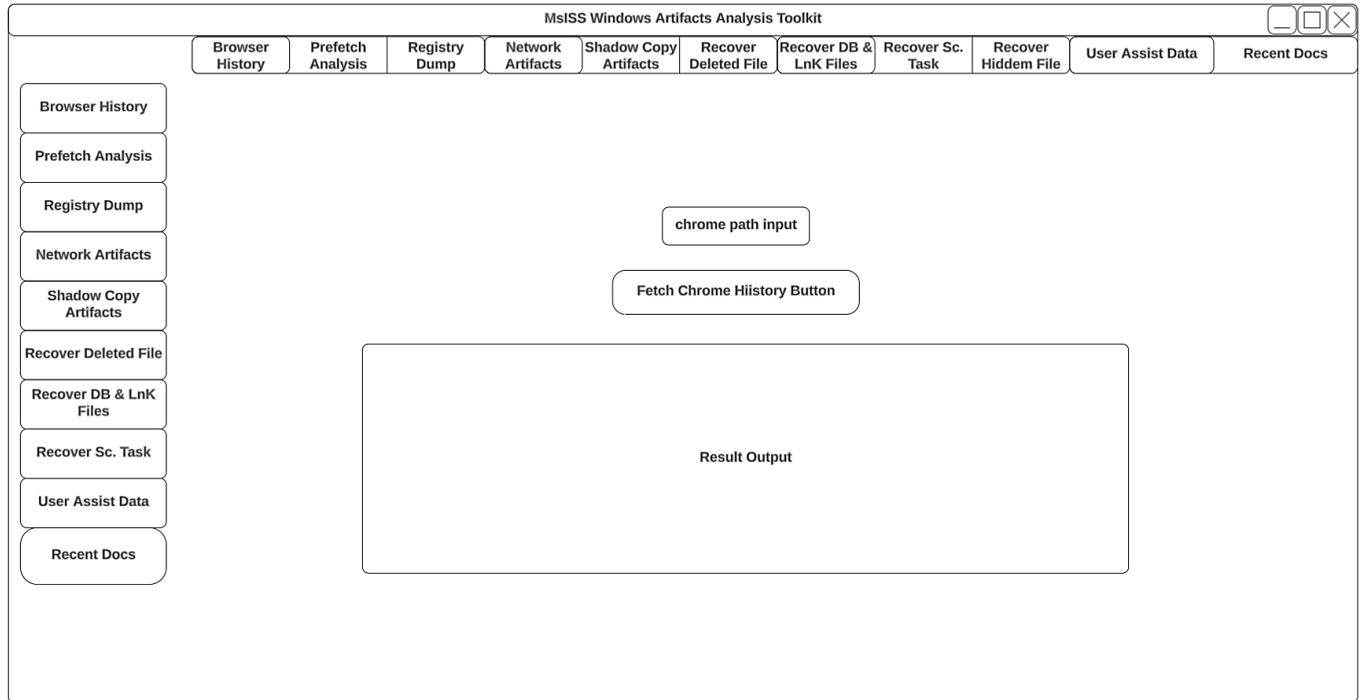 MsISS Windows Artifacts Analysis Toolkit
Browser
History
Prefetch
Analysis
Registry
Dump
Network
Artifacts
Shadow Copy
Artifacts
Recover
Deleted File
Recover DB &
LnK Files
Recover Sc.
Task
Recover
Hiddem File
User Assist Data
Recent Docs
Browser History
Prefetch Analysis
Registry Dump
Network Artifacts
Shadow Copy
Artifacts
Recover Deleted File
Recover DB & LnK
Files
Recover Sc. Task
User Assist Data
Recent Docs
chrome path input
Fetch Chrome Hiistory Button
Result Output